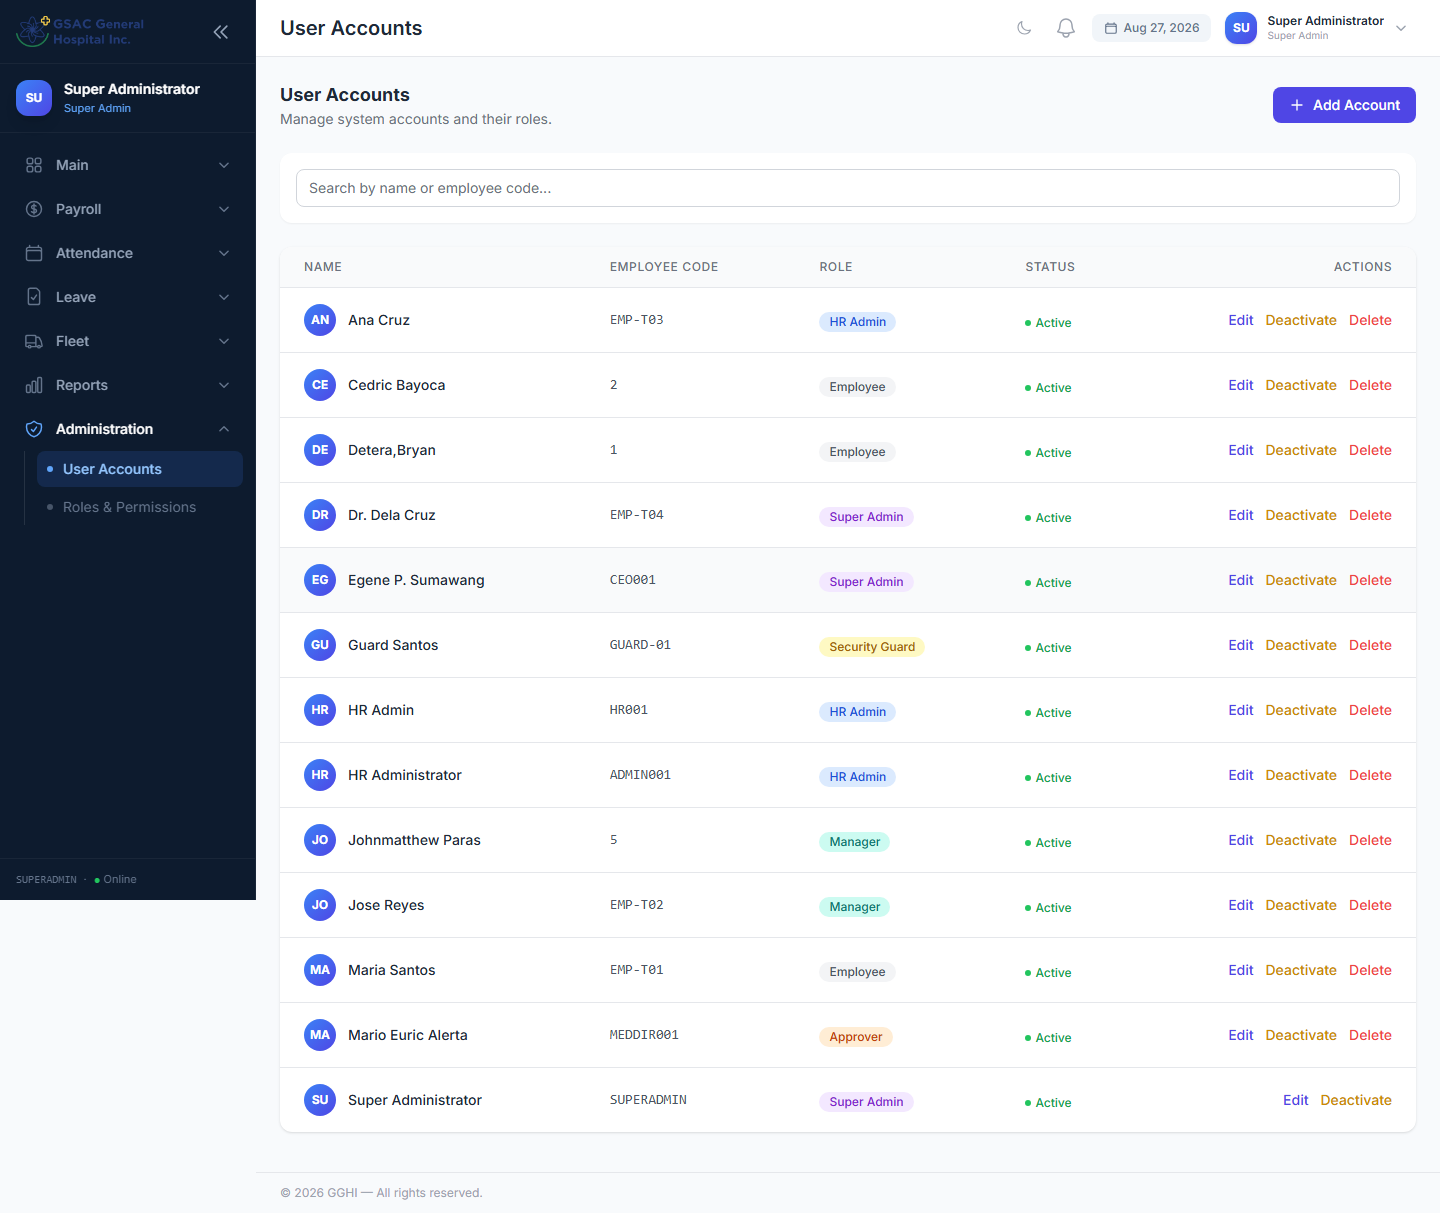 GSAC General
Hospital Inc.
SU
Super Administrator
Super Admin
Main
Payroll
Attendance
Leave
Fleet
Reports
Administration
User Accounts
Roles & Permissions
SUPERADMIN · Online
User Accounts
Aug 27, 2026
SU
Super Administrator
Super Admin
User Accounts
Manage system accounts and their roles.
Add Account
Search by name or employee code...
NAME EMPLOYEE CODE ROLE STATUS ACTIONS
AN Ana Cruz EMP-T03 HR Admin Active Edit Deactivate Delete
CE Cedric Bayoca 2 Employee Active Edit Deactivate Delete
DE Detera,Bryan 1 Employee Active Edit Deactivate Delete
DR Dr. Dela Cruz EMP-T04 Super Admin Active Edit Deactivate Delete
EG Egene P. Sumawang CEO001 Super Admin Active Edit Deactivate Delete
GU Guard Santos GUARD-01 Security Guard Active Edit Deactivate Delete
HR HR Admin HR001 HR Admin Active Edit Deactivate Delete
HR HR Administrator ADMIN001 HR Admin Active Edit Deactivate Delete
JO Johnmatthew Paras 5 Manager Active Edit Deactivate Delete
JO Jose Reyes EMP-T02 Manager Active Edit Deactivate Delete
MA Maria Santos EMP-T01 Employee Active Edit Deactivate Delete
MA Mario Euric Alerta MEDDIR001 Approver Active Edit Deactivate Delete
SU Super Administrator SUPERADMIN Super Admin Active Edit Deactivate
© 2026 GGHI — All rights reserved.